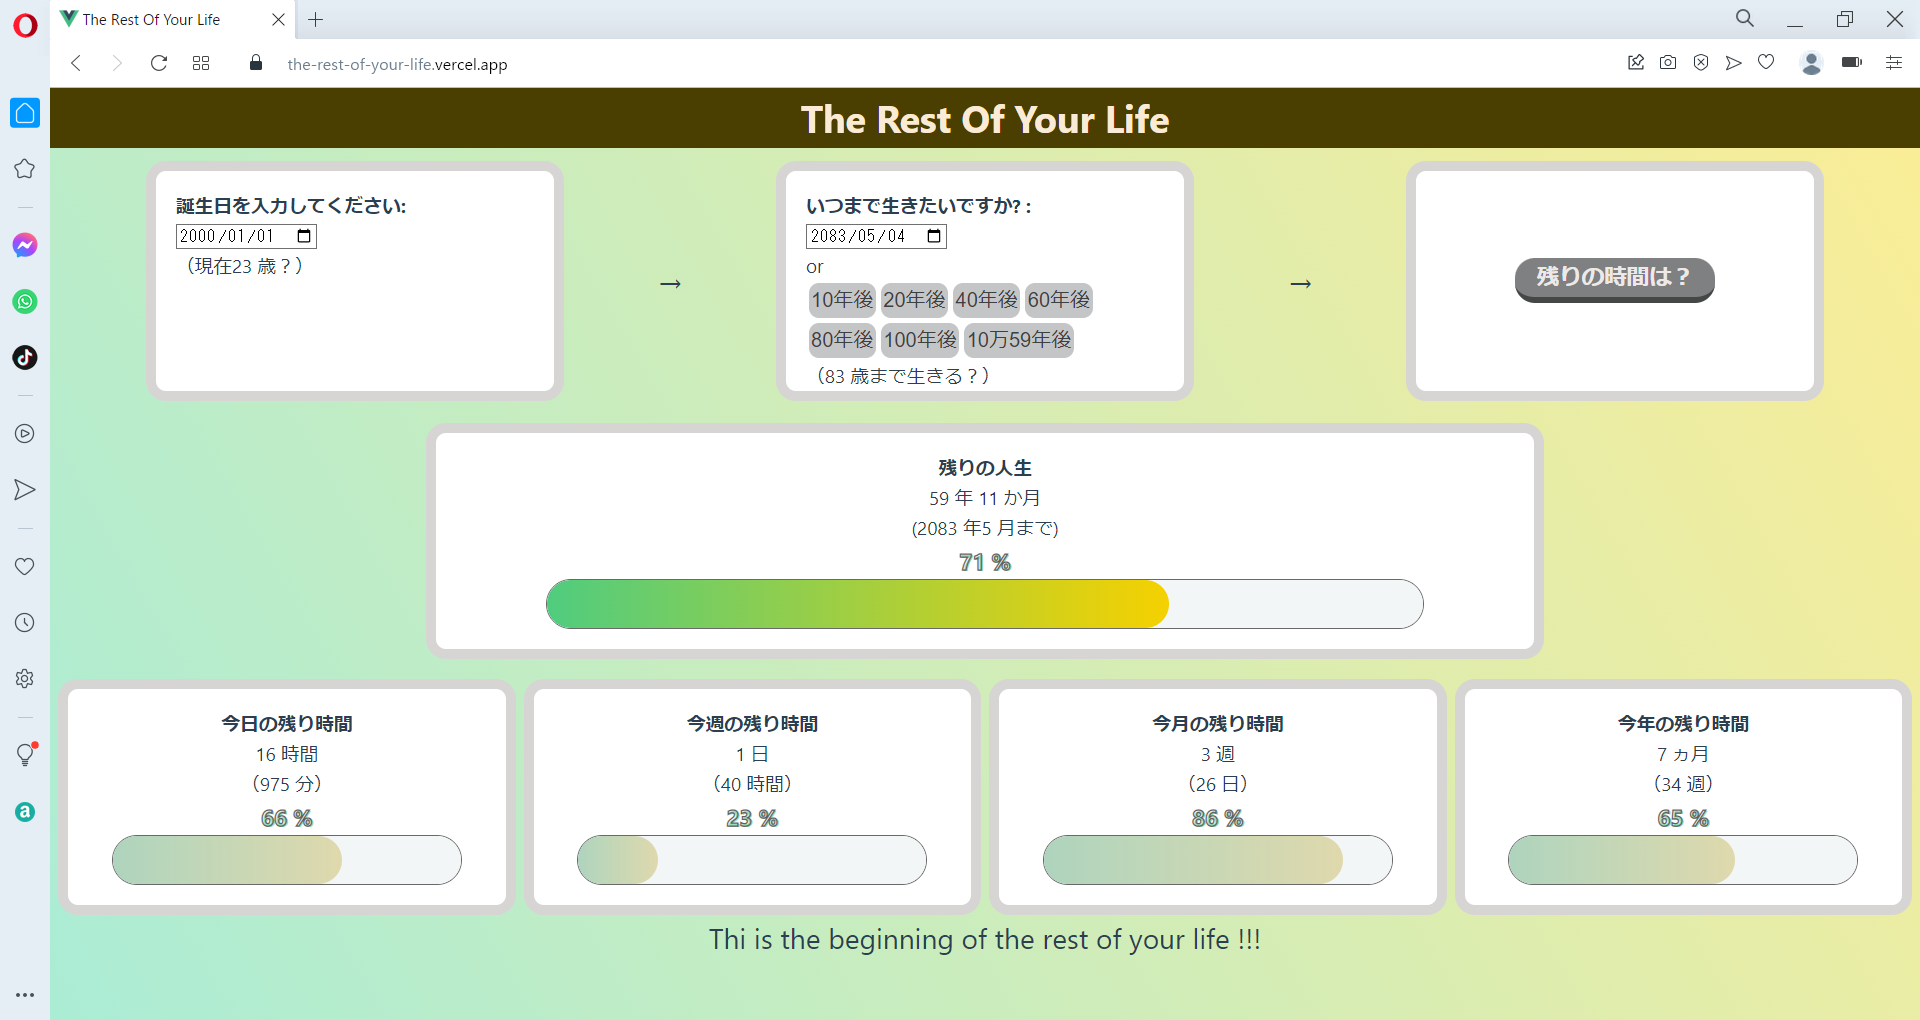 The Rest Of Your Life
the-rest-of-your-life.vercel.app
The Rest Of Your Life
誕生日を入力してください:
2000/01/01
（現在23 歳？）
→
いつまで生きたいですか? :
2083/05/04
or
10年後 20年後 40年後 60年後
80年後 100年後 10万59年後
（83 歳まで生きる？）
→
残りの時間は？
残りの人生
59 年 11 か月
(2083 年5 月まで)
71 %
今日の残り時間
16 時間
（975 分）
66 %
今週の残り時間
1 日
（40 時間）
23 %
今月の残り時間
3 週
（26 日）
86 %
今年の残り時間
7 ヵ月
（34 週）
65 %
Thi is the beginning of the rest of your life !!!